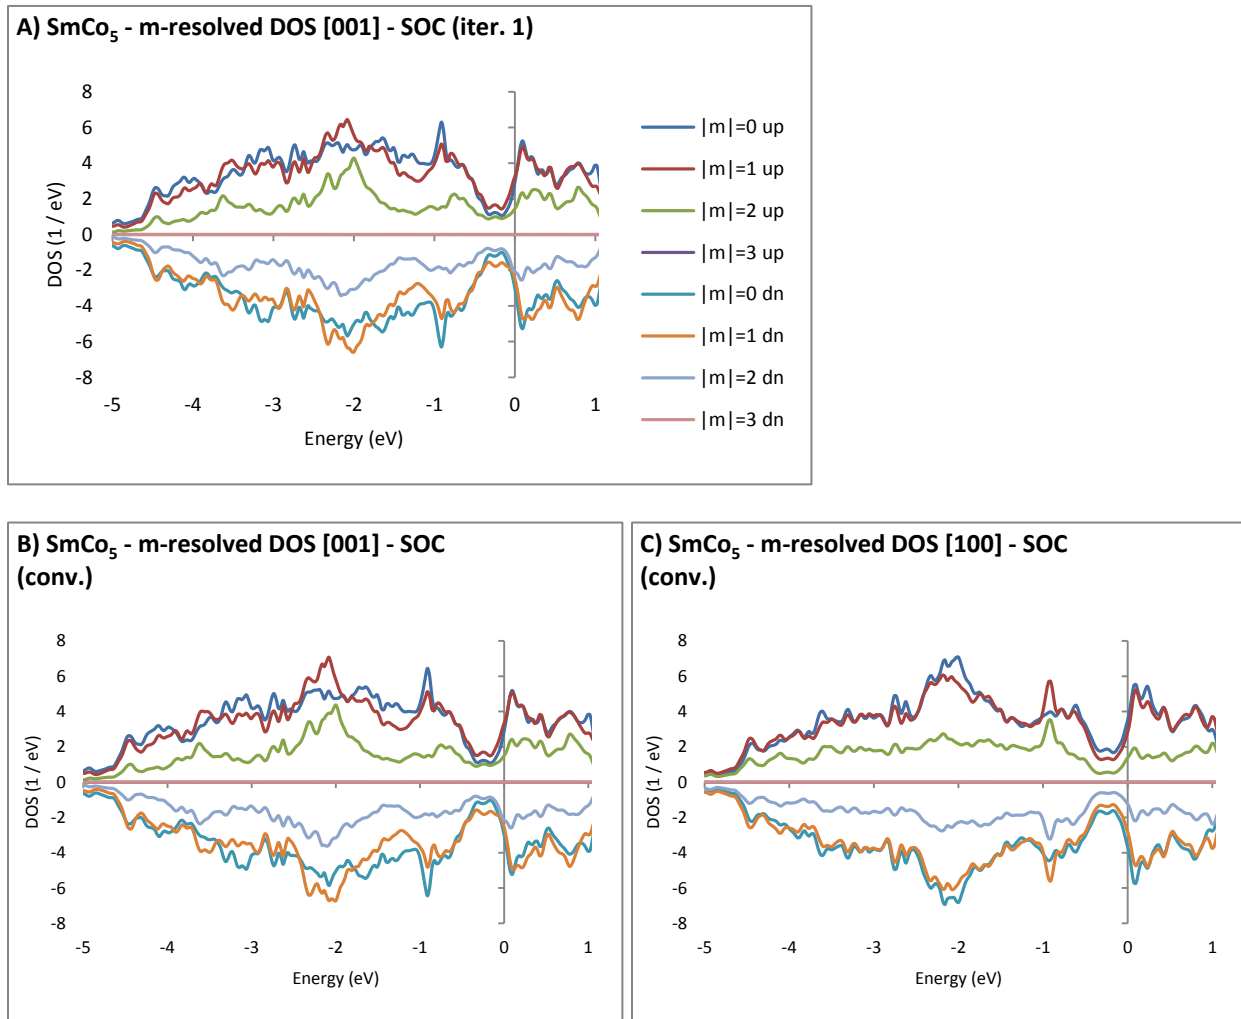 A) SmCo5 - m-resolved DOS [001] - SOC (iter. 1)
8
6
4
2
0
-2
-4
-6
-8
DOS (1 / eV)
-5 -4 -3 -2 -1 0 1
Energy (eV)
|m|=0 up
|m|=1 up
|m|=2 up
|m|=3 up
|m|=0 dn
|m|=1 dn
|m|=2 dn
|m|=3 dn
B) SmCo5 - m-resolved DOS [001] - SOC
(conv.)
8
6
4
2
0
-2
-4
-6
-8
DOS (1 / eV)
-5 -4 -3 -2 -1 0 1
Energy (eV)
C) SmCo5 - m-resolved DOS [100] - SOC
(conv.)
8
6
4
2
0
-2
-4
-6
-8
DOS (1 / eV)
-5 -4 -3 -2 -1 0 1
Energy (eV)